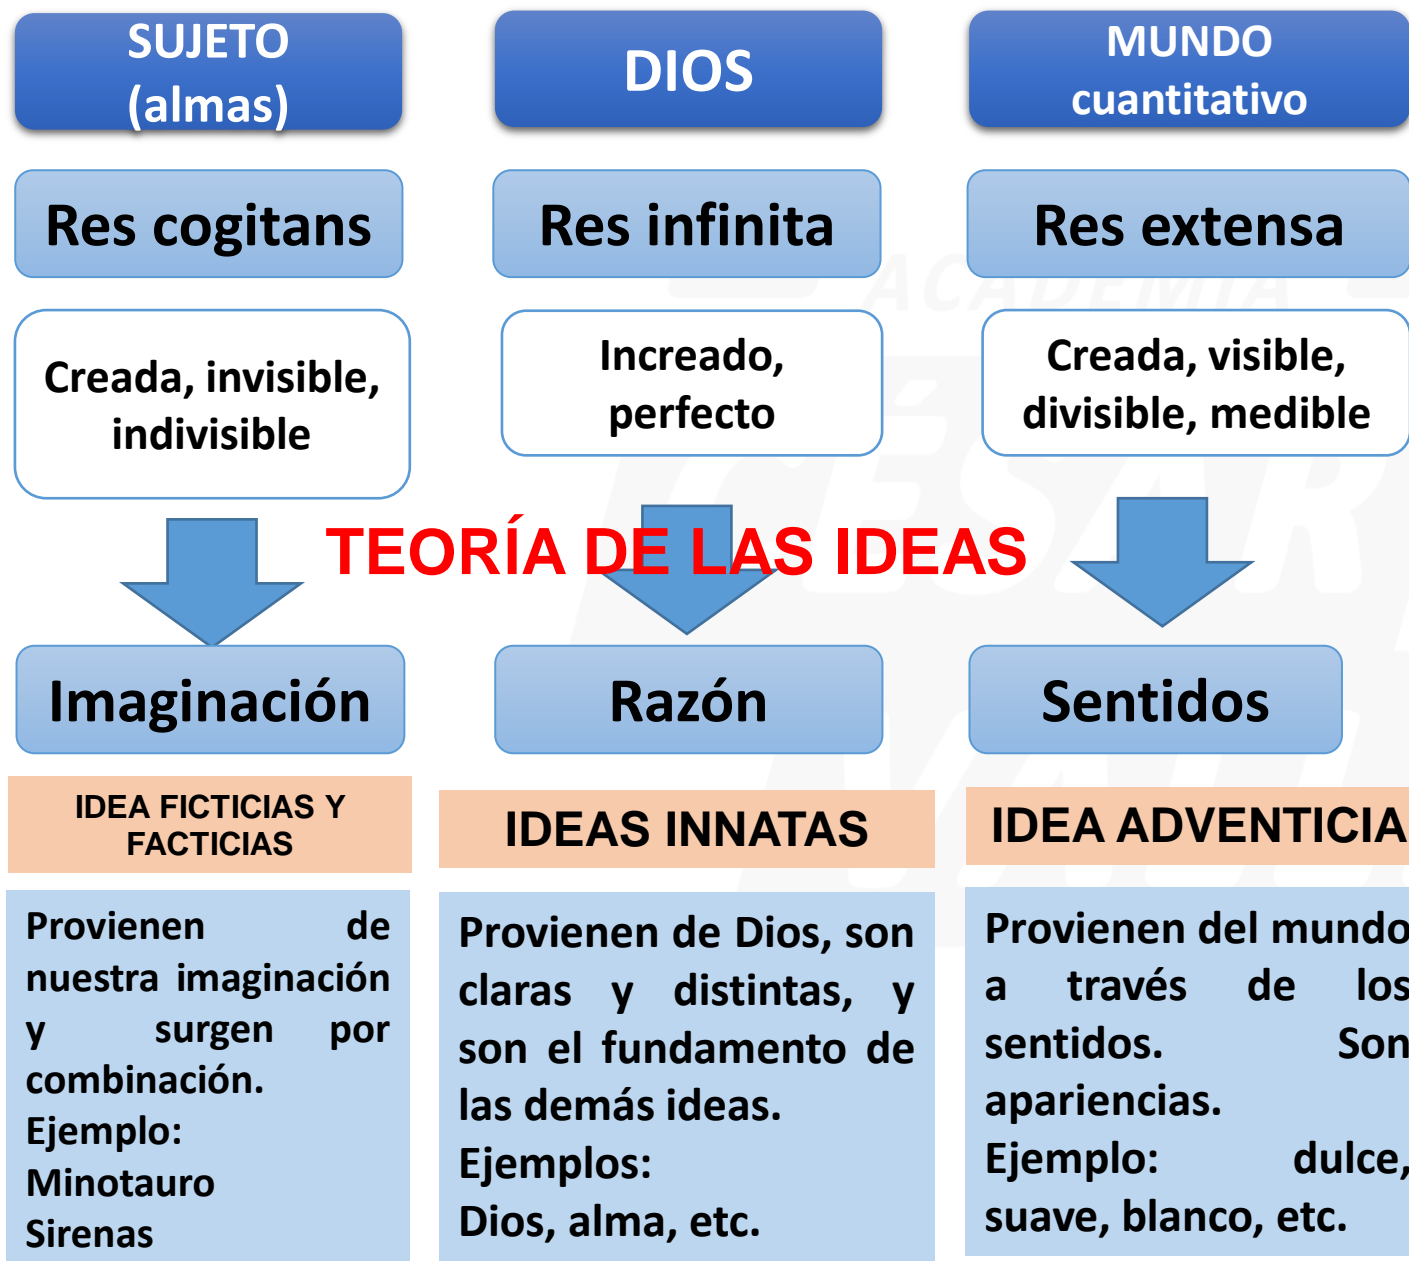 SUJETO
(almas)
DIOS
MUNDO
cuantitativo
Res cogitans
Res infinita
Res extensa
ACADEMIA
CÉSAR
VALL
Creada, invisible,
indivisible
Increado,
perfecto
Creada, visible,
divisible, medible
TEORÍA DE LAS IDEAS
Imaginación
Razón
Sentidos
IDEA FICTICIAS Y
FACTICIAS
IDEAS INNATAS
IDEA ADVENTICIA
Provienen de
nuestra imaginación
y surgen por
combinación.
Ejemplo:
Minotauro
Sirenas
Provienen de Dios, son
claras y distintas, y
son el fundamento de
las demás ideas.
Ejemplos:
Dios, alma, etc.
Provienen del mundo
a través de los
sentidos. Son
apariencias.
Ejemplo: dulce,
suave, blanco, etc.